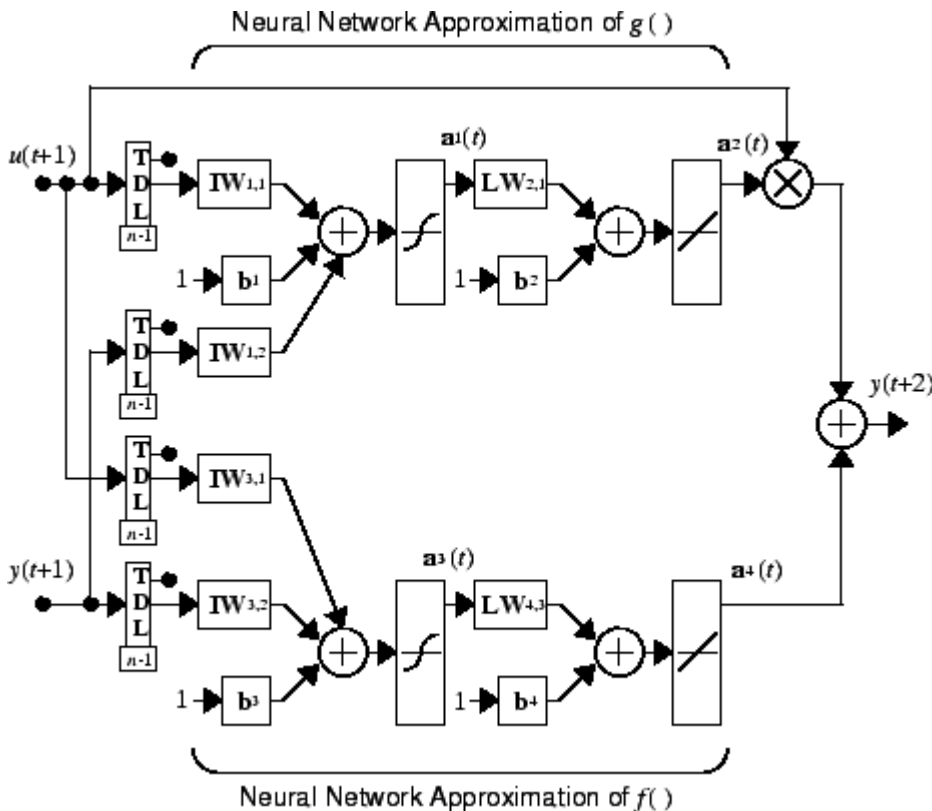 Neural Network Approximation of g ( )
a1(t)
a2(t)
u(t+1)
T
D
L
n-1
IW1,1
LW2,1
1
b1
1
b2
T
D
L
n-1
IW1,2
y(t+2)
T
D
L
n-1
IW3,1
y(t+1)
T
D
L
n-1
IW3,2
a3(t)
LW4,3
a4(t)
1
b3
1
b4
Neural Network Approximation of f( )